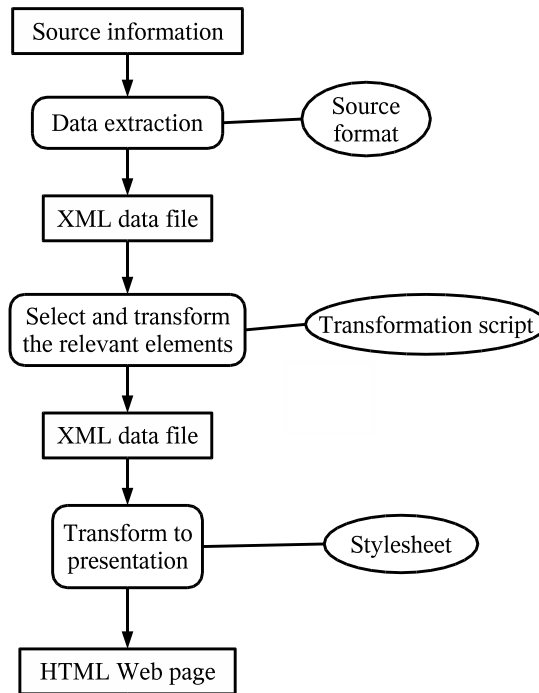 Source information
Data extraction
Source
format
XML data file
Select and transform
the relevant elements
Transformation script
XML data file
Transform to
presentation
Stylesheet
HTML Web page